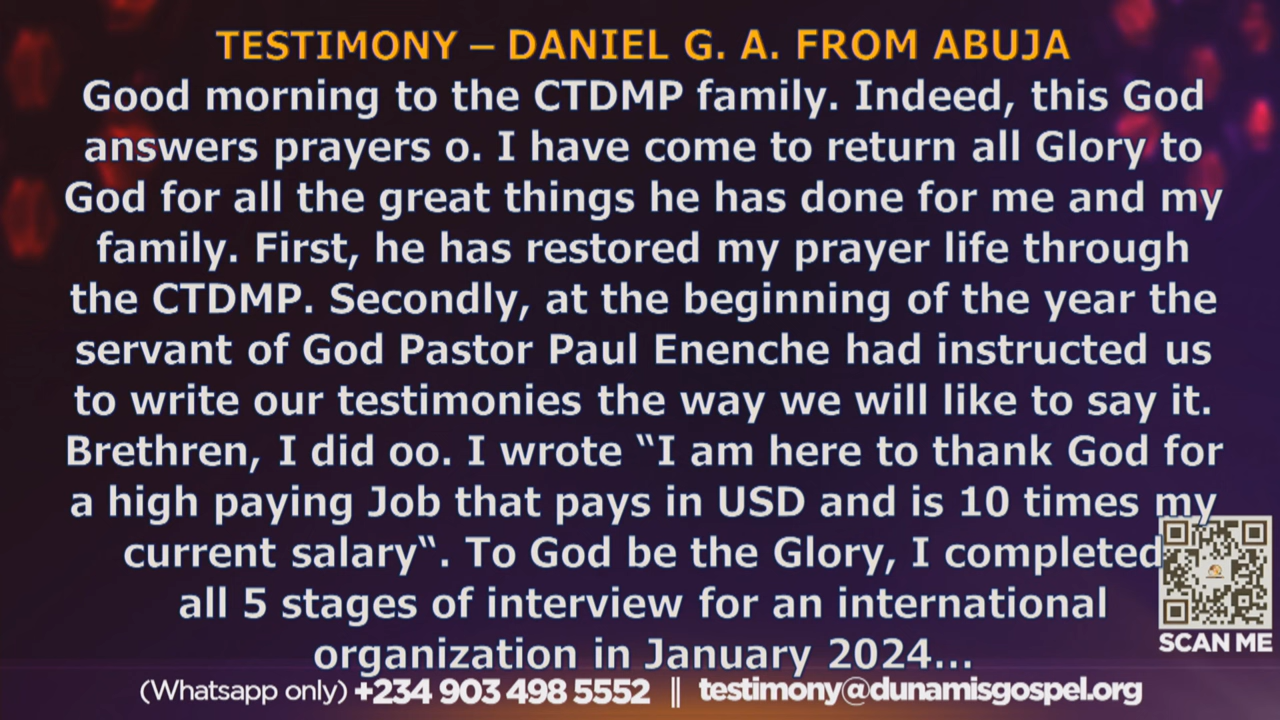 TESTIMONY – DANIEL G. A. FROM ABUJA
Good morning to the CTDMP family. Indeed, this God
answers prayers o. I have come to return all Glory to
God for all the great things he has done for me and my
family. First, he has restored my prayer life through
the CTDMP. Secondly, at the beginning of the year the
servant of God Pastor Paul Enenche had instructed us
to write our testimonies the way we will like to say it.
Brethren, I did oo. I wrote “I am here to thank God for
a high paying Job that pays in USD and is 10 times my
current salary“. To God be the Glory, I completed
all 5 stages of interview for an international
organization in January 2024...
SCAN ME
(Whatsapp only) +234 903 498 5552 || testimony@dunamisgospel.org